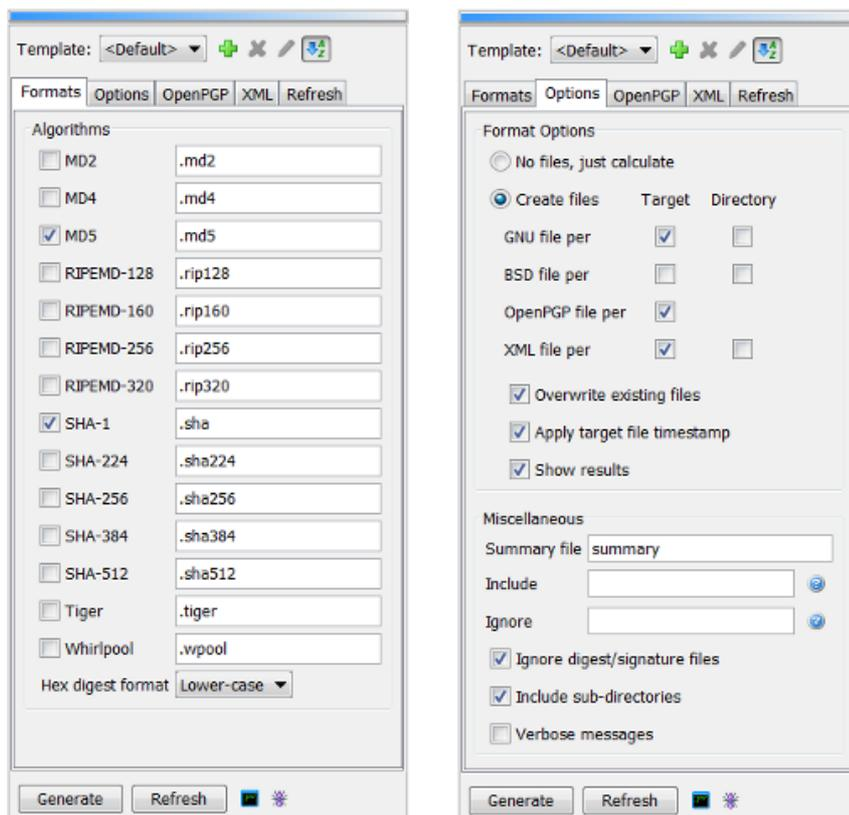 Template: <Default>
Formats Options OpenPGP XML Refresh
Algorithms
MD2 .md2
MD4 .md4
MD5 .md5
RIPEMD-128 .rip128
RIPEMD-160 .rip160
RIPEMD-256 .rip256
RIPEMD-320 .rip320
SHA-1 .sha
SHA-224 .sha224
SHA-256 .sha256
SHA-384 .sha384
SHA-512 .sha512
Tiger .tiger
Whirlpool .wpool
Hex digest format Lower-case
Generate Refresh
Template: <Default>
Formats Options OpenPGP XML Refresh
Format Options
No files, just calculate
Create files Target Directory
GNU file per
BSD file per
OpenPGP file per
XML file per
Overwrite existing files
Apply target file timestamp
Show results
Miscellaneous
Summary file summary
Include
Ignore
Ignore digest/signature files
Include sub-directories
Verbose messages
Generate Refresh